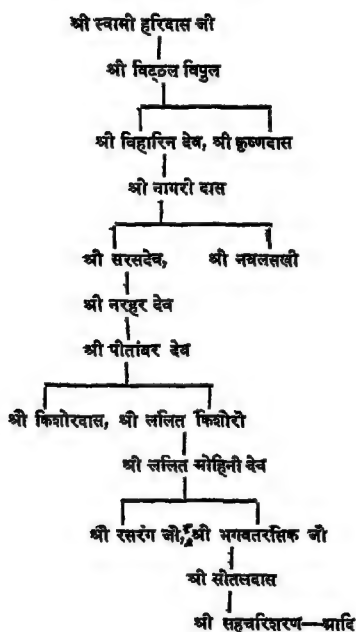 श्री स्वामी हरिदास जी
श्री विट्ठल विपुल
श्री विहारिन देव, श्री कृष्णदास
श्री नागरी दास
श्री सरसदेव, श्री नवलसखी
श्री नरहर देव
श्री पीतांबर देव
श्री किशोरदास, श्री ललित किशोरी
श्री ललित मोहिनी देव
श्री रसरंग जी, श्री भगवतरसिक जी
श्री सीतलदास
श्री सहचरिशरण—आदि